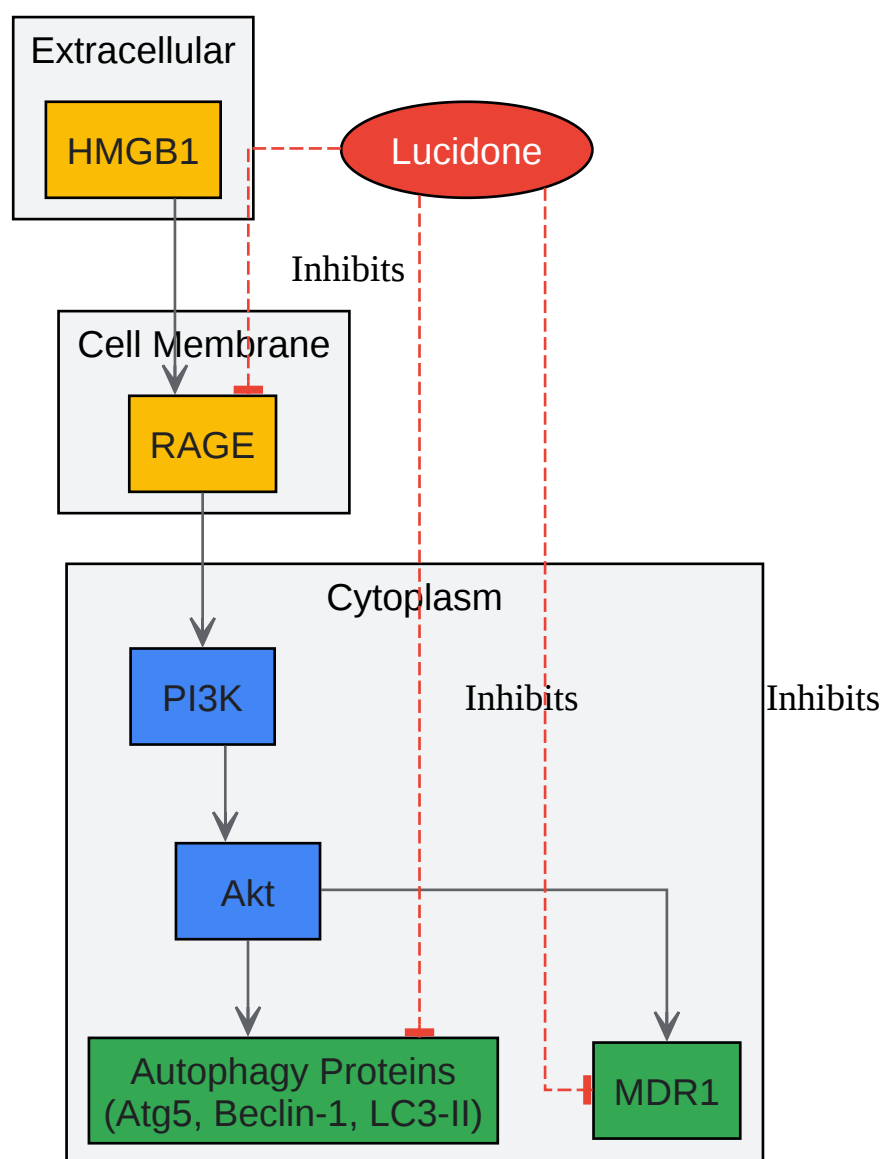 Extracellular
HMGB1
Lucidone
Inhibits
Cell Membrane
RAGE
Cytoplasm
PI3K
Inhibits
Inhibits
Akt
Autophagy Proteins
(Atg5, Beclin-1, LC3-II)
MDR1